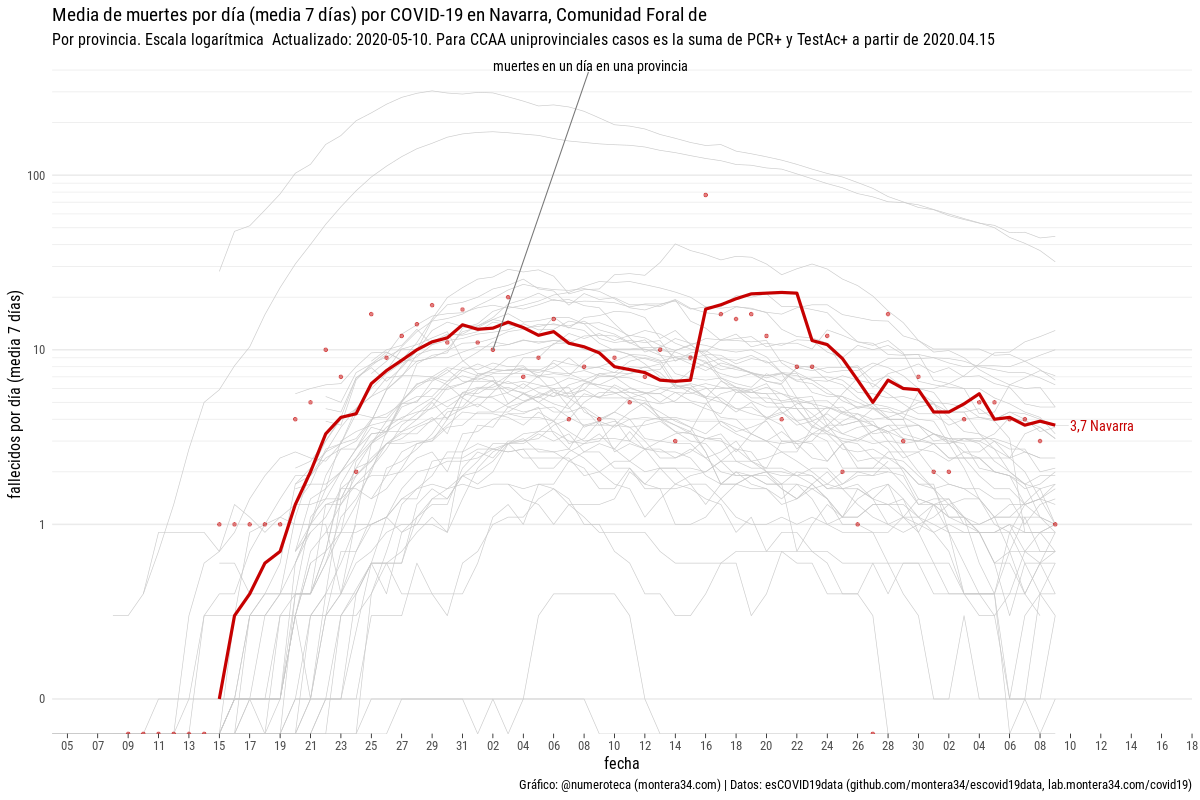 Media de muertes por día (media 7 días) por COVID-19 en Navarra, Comunidad Foral de
Por provincia. Escala logarítmica  Actualizado: 2020-05-10. Para CCAA uniprovinciales casos es la suma de PCR+ y TestAc+ a partir de 2020.04.15
muertes en un día en una provincia
fallecidos por día (media 7 días)
100
10
1
0
3,7 Navarra
05 07 09 11 13 15 17 19 21 23 25 27 29 31 02 04 06 08 10 12 14 16 18 20 22 24 26 28 30 02 04 06 08 10 12 14 16 18
fecha
Gráfico: @numeroteca (montera34.com) | Datos: esCOVID19data (github.com/montera34/escovid19data, lab.montera34.com/covid19)